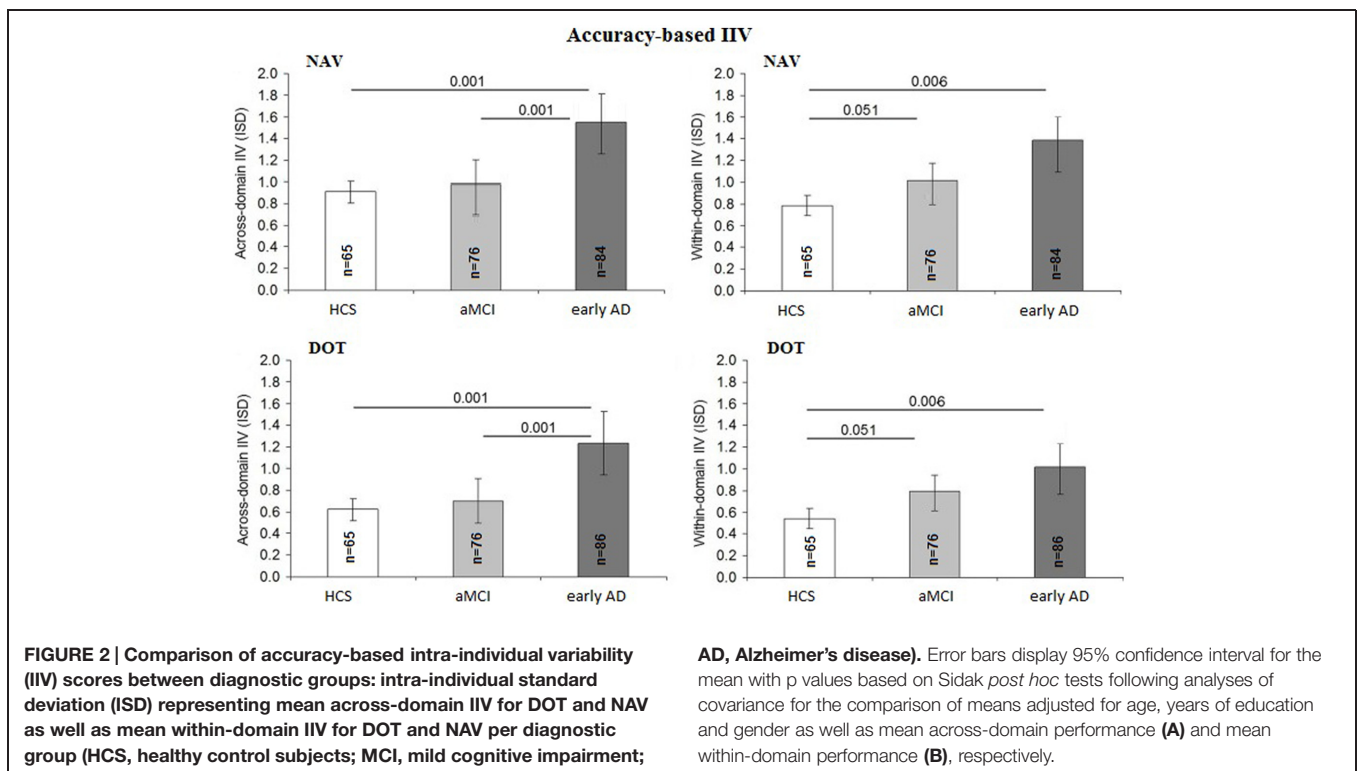 Accuracy-based IIV
NAV
Across-domain IIV (ISD)
2.0
1.8
1.6
1.4
1.2
1.0
0.8
0.6
0.4
0.2
0.0
0.001
0.001
n=65
n=76
n=84
HCS
aMCI
early AD
NAV
Within-domain IIV (ISD)
2.0
1.8
1.6
1.4
1.2
1.0
0.8
0.6
0.4
0.2
0.0
0.006
0.051
n=65
n=76
n=84
HCS
aMCI
early AD
DOT
Across-domain IIV (ISD)
2.0
1.8
1.6
1.4
1.2
1.0
0.8
0.6
0.4
0.2
0.0
0.001
0.001
n=65
n=76
n=86
HCS
aMCI
early AD
DOT
Within-domain IIV (ISD)
2.0
1.8
1.6
1.4
1.2
1.0
0.8
0.6
0.4
0.2
0.0
0.006
0.051
n=65
n=76
n=86
HCS
aMCI
early AD
FIGURE 2 | Comparison of accuracy-based intra-individual variability
(IIV) scores between diagnostic groups: intra-individual standard
deviation (ISD) representing mean across-domain IIV for DOT and NAV
as well as mean within-domain IIV for DOT and NAV per diagnostic
group (HCS, healthy control subjects; MCI, mild cognitive impairment;
AD, Alzheimer's disease). Error bars display 95% confidence interval for the
mean with p values based on Sidak post hoc tests following analyses of
covariance for the comparison of means adjusted for age, years of education
and gender as well as mean across-domain performance (A) and mean
within-domain performance (B), respectively.